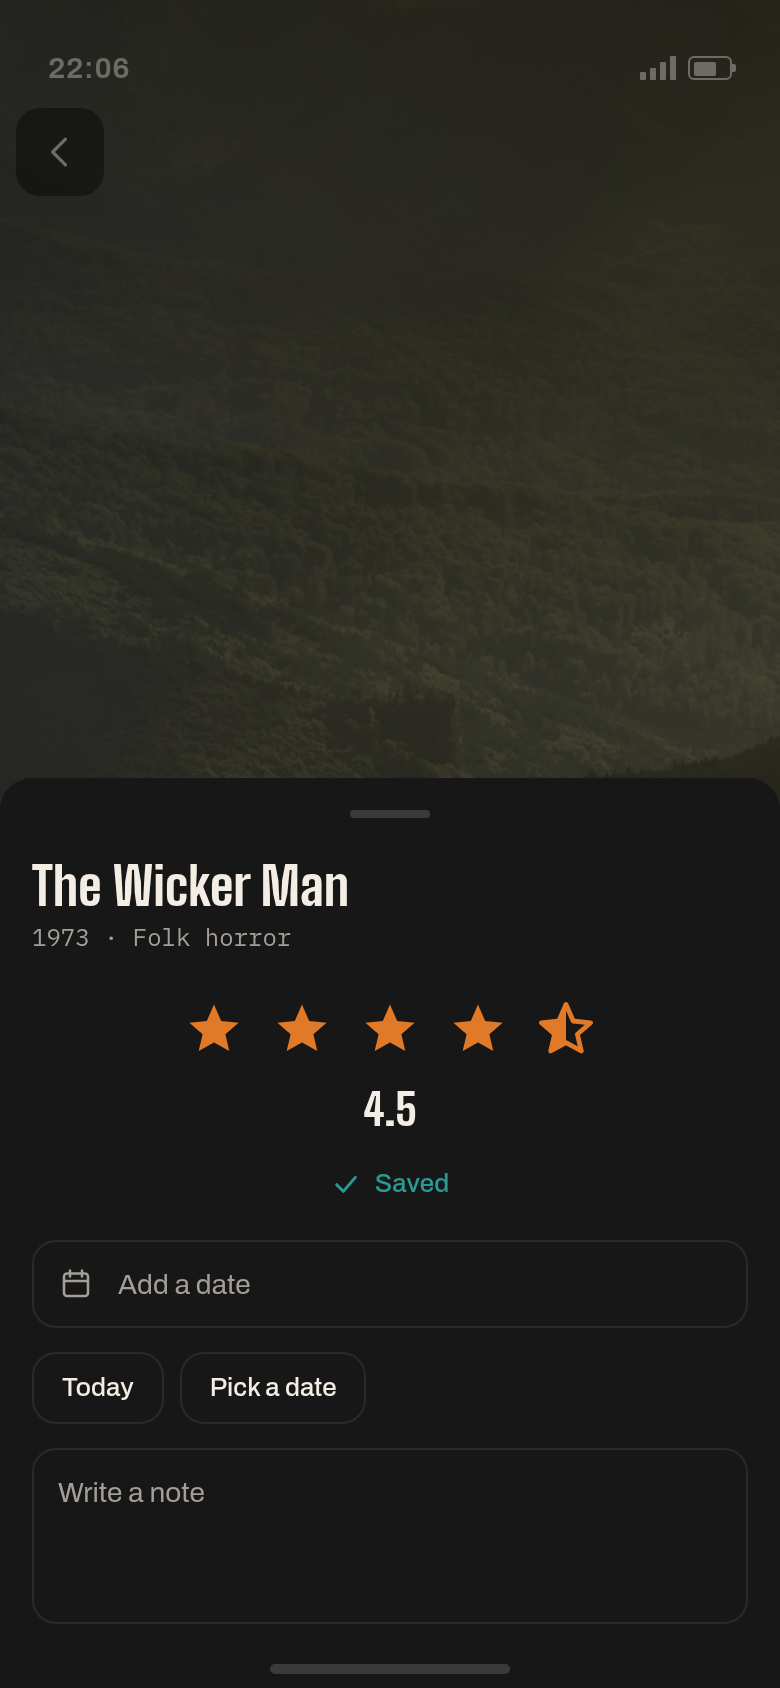 22:06
The Wicker Man
1973 · Folk horror
4.5
Saved
Add a date
Today
Pick a date
Write a note